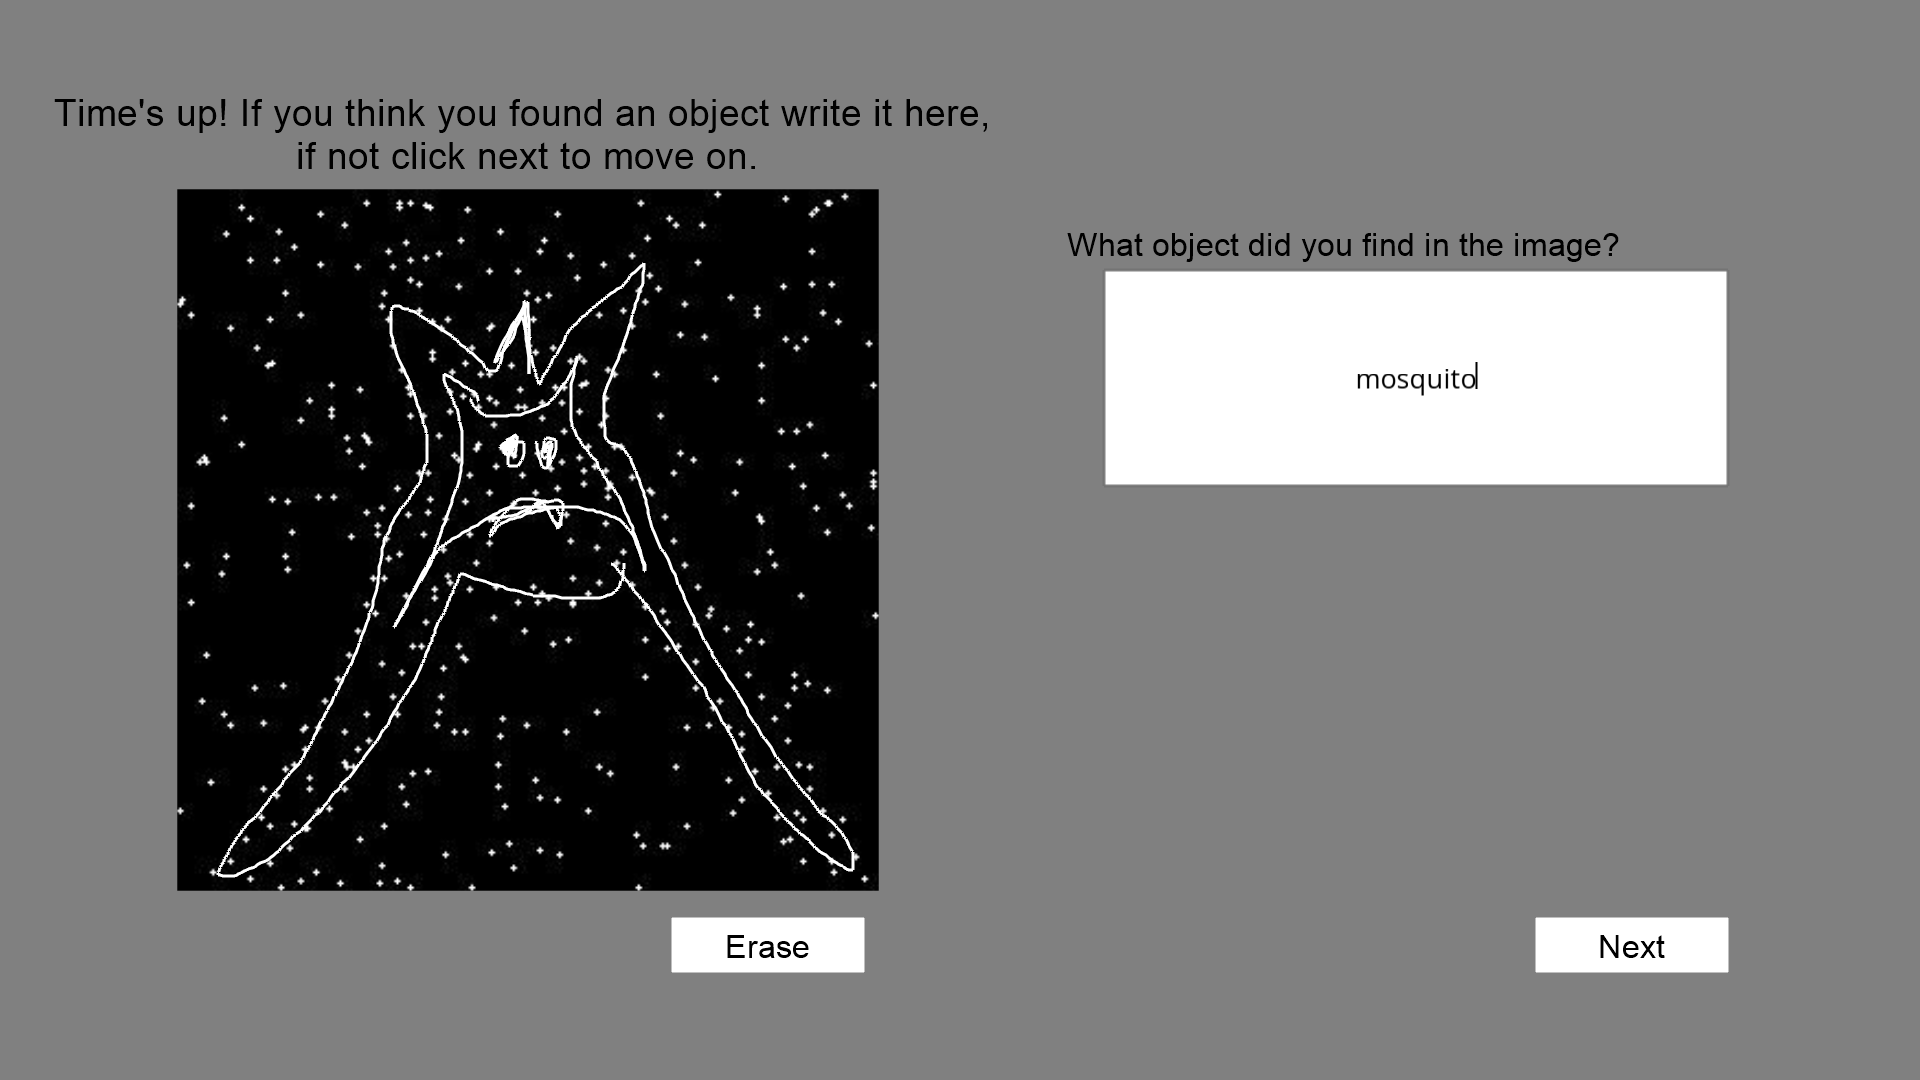 Time's up! If you think you found an object write it here,
if not click next to move on.
What object did you find in the image?
mosquito
Erase
Next